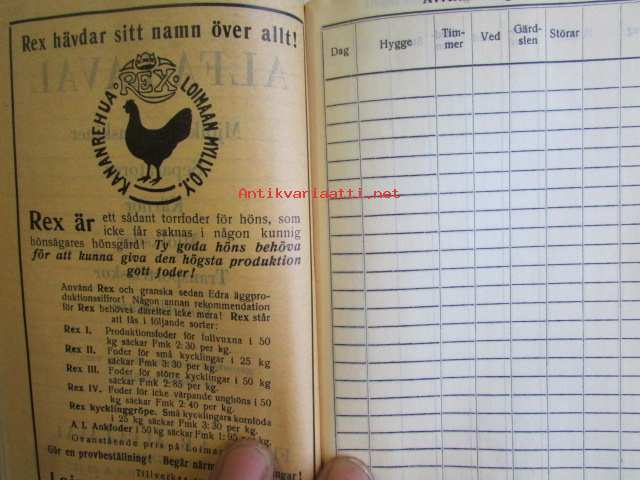 Rex hävdar sitt namn över allt!
REX
KANANREHUA LOIMAAN MYLLY O.Y.
Rex är ett sådant torrfoder för höns, som
icke får saknas i någon kunnig
hönsägares hönsgård! Ty goda höns behöva
för att kunna giva den högsta produktion
gott foder!
Använd Rex och granska sedan Edra äggpro-
duktionssiffror! Någon annan rekommendation
för Rex behöves därefter icke mera! Rex står
att fås i följande sorter:
Rex I. Produktionsfoder för fullvuxna i 50
kg säckar Fmk 2: 30 per kg.
Rex II. Foder för små kycklingar i 25 kg
säckar Fmk 3: 30 per kg.
Rex III. Foder för större kycklingar i 50 kg
säckar Fmk 2: 85 per kg.
Rex IV. Foder för icke värpande unghöns i 50
kg säckar Fmk 2: 40 per kg.
Rex kycklinggröpe. Små kycklingars kornföda
i 25 kg säckar Fmk 3: 30 per kg.
A. I. Ankfoder i 50 kg säckar Fmk 1: 95 per kg.
Ovanstående pris på Loimaa
Gör en provbeställning! Begär närm
Tillverkas
Dag
Hygge
Tim-
mer
Ved
Gärd-
slen
Störar
Antikvariaatti.net